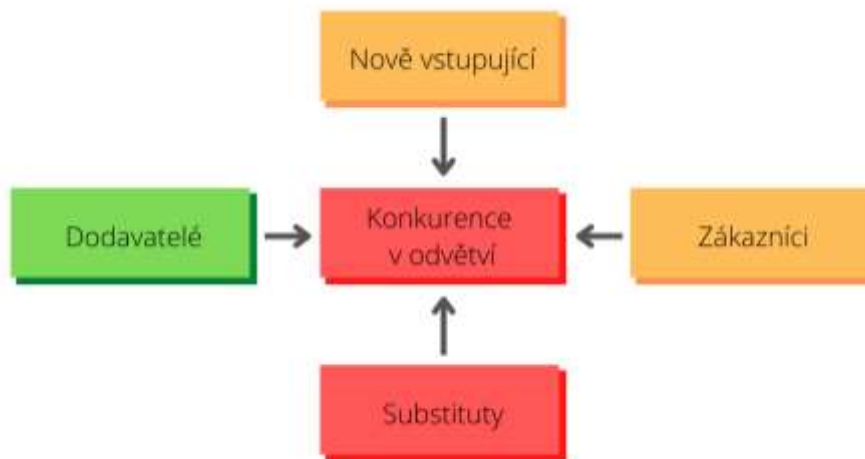 Nově vstupující
Dodavatelé
Konkurence
v odvětví
Zákazníci
Substituty